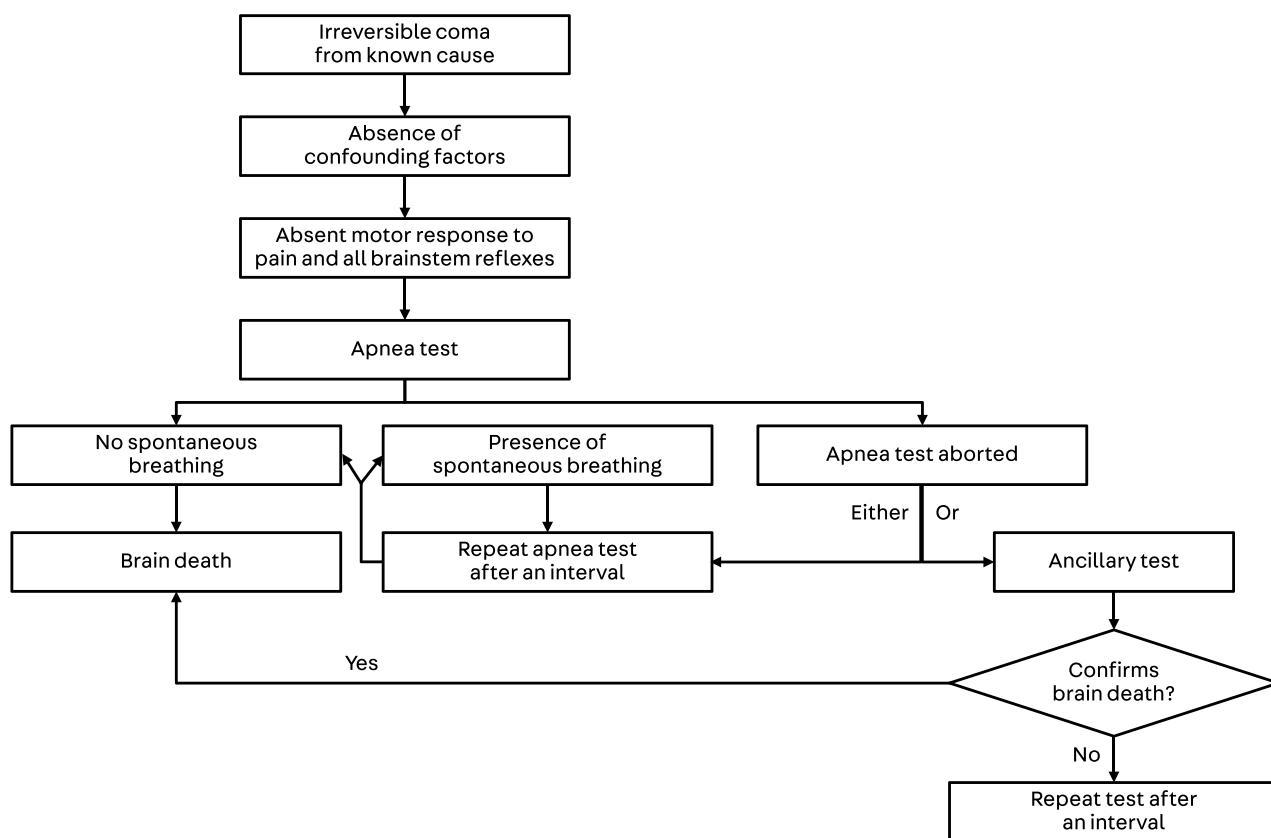 Irreversible coma
from known cause
Absence of
confounding factors
Absent motor response to
pain and all brainstem reflexes
Apnea test
No spontaneous
breathing
Presence of
spontaneous breathing
Apnea test aborted
Either
Or
Brain death
Repeat apnea test
after an interval
Ancillary test
Yes
Confirms
brain death?
No
Repeat test after
an interval